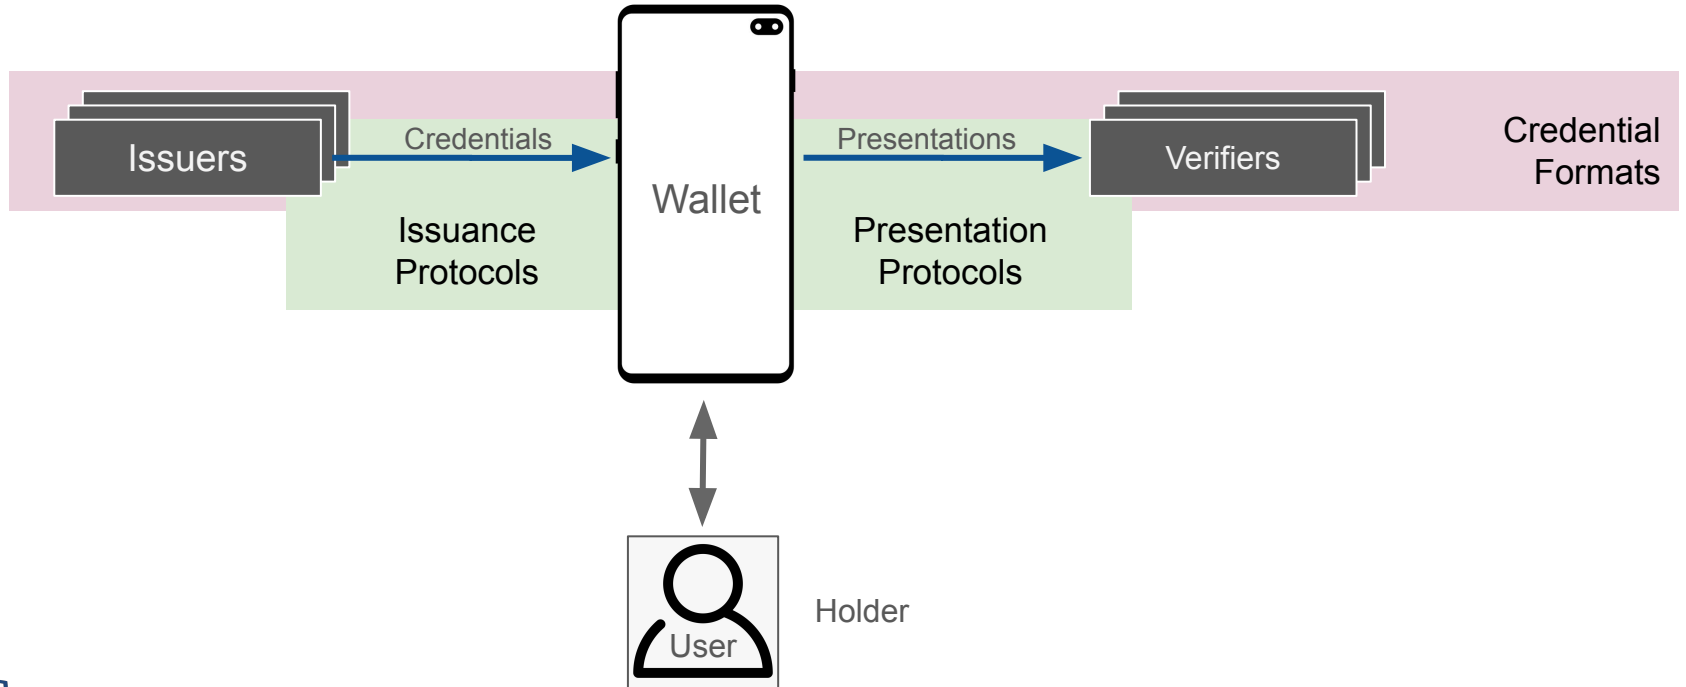 Issuers
Credentials
Wallet
Presentations
Verifiers
Credential
Formats
Issuance
Protocols
Presentation
Protocols
User
Holder